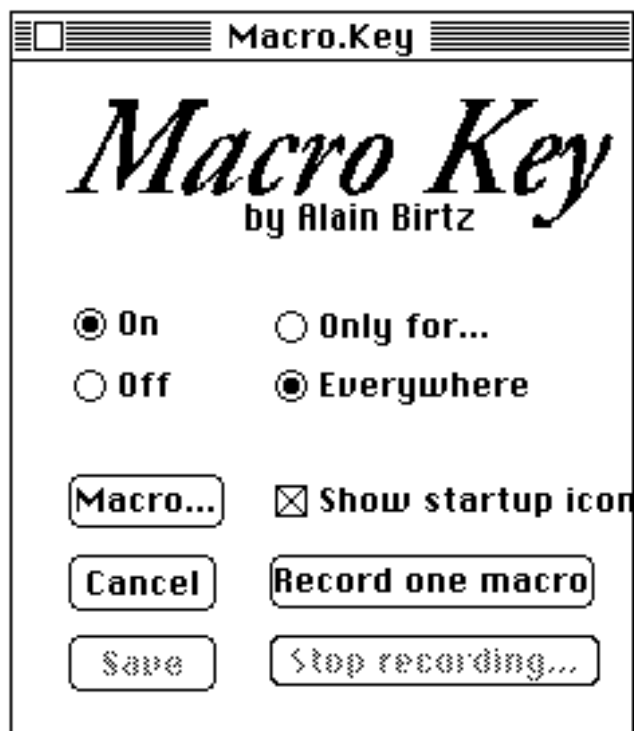 Macro.Key
Macro Key
by Alain Birtz
On
Only for...
Off
Everywhere
Macro...
Show startup icon
Cancel
Record one macro
Save
Stop recording...